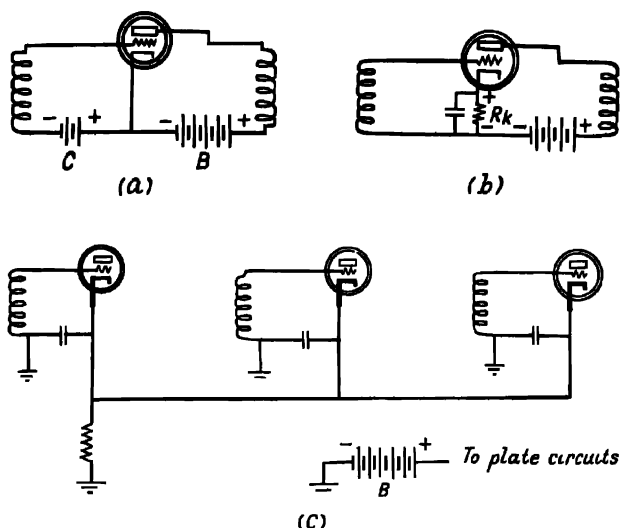 - + - +
C B
(a)
+
Rk
- - +
(b)
- + To plate circuits
B
(C)